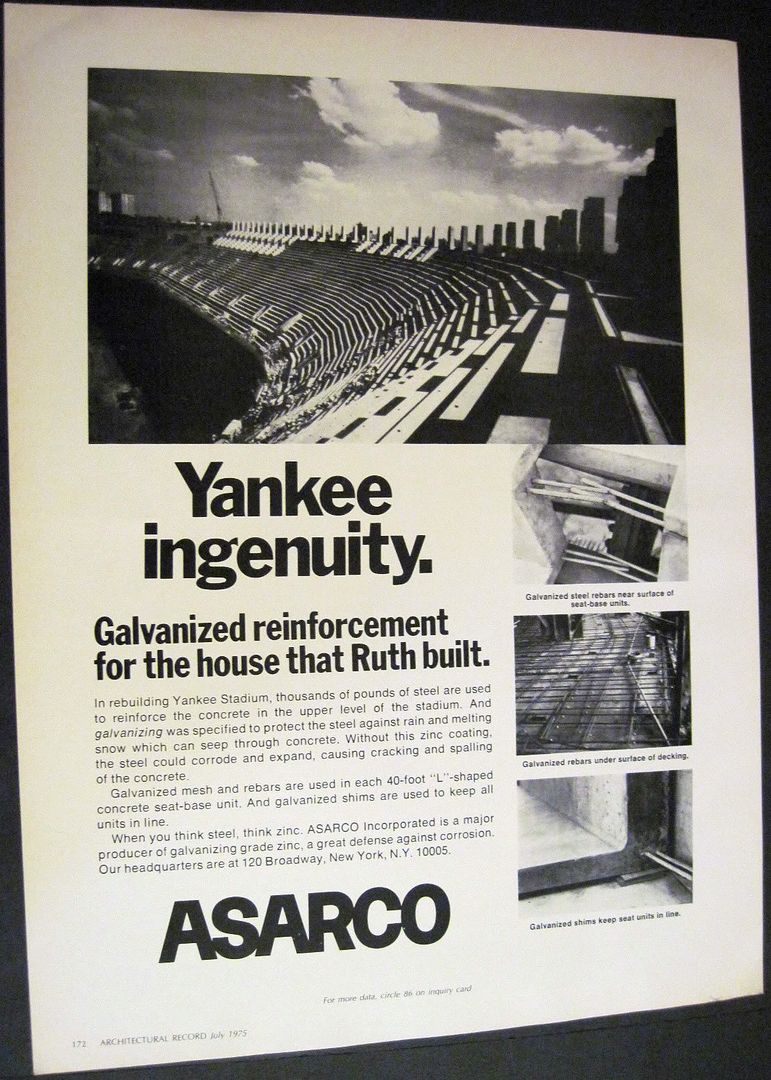 Yankee
ingenuity.
Galvanized reinforcement
for the house that Ruth built.
In rebuilding Yankee Stadium, thousands of pounds of steel are used
to reinforce the concrete in the upper level of the stadium. And
galvanizing was specified to protect the steel against rain and melting
snow which can seep through concrete. Without this zinc coating,
the steel could corrode and expand, causing cracking and spalling
of the concrete.
Galvanized mesh and rebars are used in each 40-foot "L"-shaped
concrete seat-base unit. And galvanized shims are used to keep all
units in line.
When you think steel, think zinc. ASARCO Incorporated is a major
producer of galvanizing grade zinc, a great defense against corrosion.
Our headquarters are at 120 Broadway, New York, N.Y. 10005.
ASARCO
Galvanized steel rebars near surface of
seat-base units.
Galvanized rebars under surface of decking.
Galvanized shims keep seat units in line.
For more data, circle 86 on inquiry card
172 ARCHITECTURAL RECORD July 1975